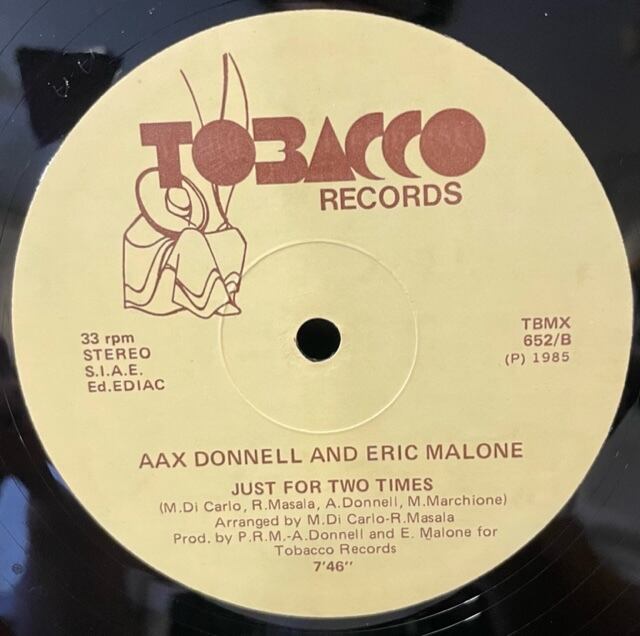 TOBACCO
RECORDS
33 rpm
STEREO
S.I.A.E.
Ed.EDIAC
TBMX
652/B
(P) 1985
AAX DONNELL AND ERIC MALONE
JUST FOR TWO TIMES
(M.Di Carlo, R.Masala, A.Donnell, M.Marchione)
Arranged by M.Di Carlo-R.Masala
Prod. by P.R.M.-A.Donnell and E. Malone for
Tobacco Records
7'46"